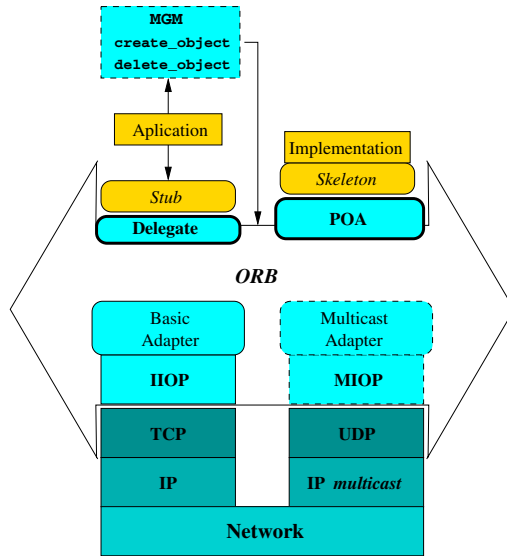 MGM
create_object
delete_object
Aplication
Implementation
Stub
Skeleton
Delegate
POA
ORB
Basic
Adapter
Multicast
Adapter
IIOP
MIOP
TCP
UDP
IP
IP multicast
Network